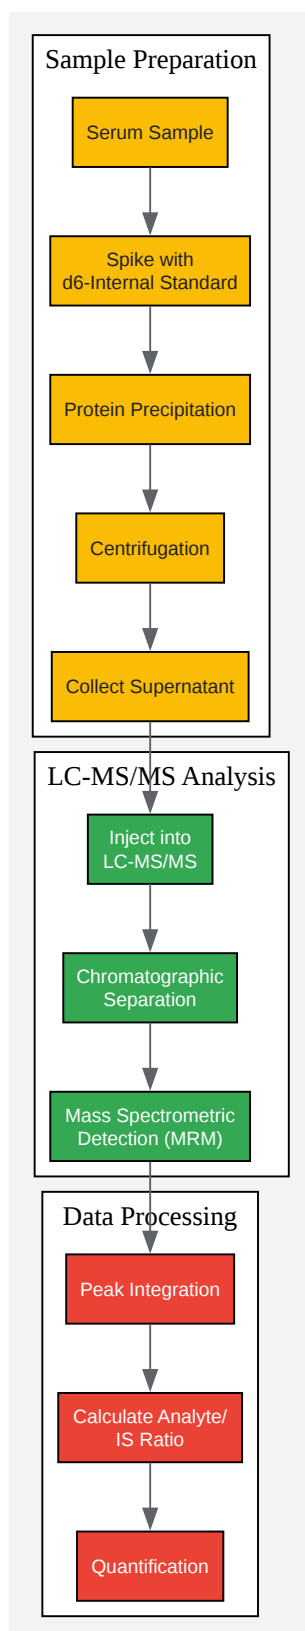 Sample Preparation
Serum Sample
Spike with
d6-Internal Standard
Protein Precipitation
Centrifugation
Collect Supernatant
LC-MS/MS Analysis
Inject into
LC-MS/MS
Chromatographic
Separation
Mass Spectrometric
Detection (MRM)
Data Processing
Peak Integration
Calculate Analyte/
IS Ratio
Quantification